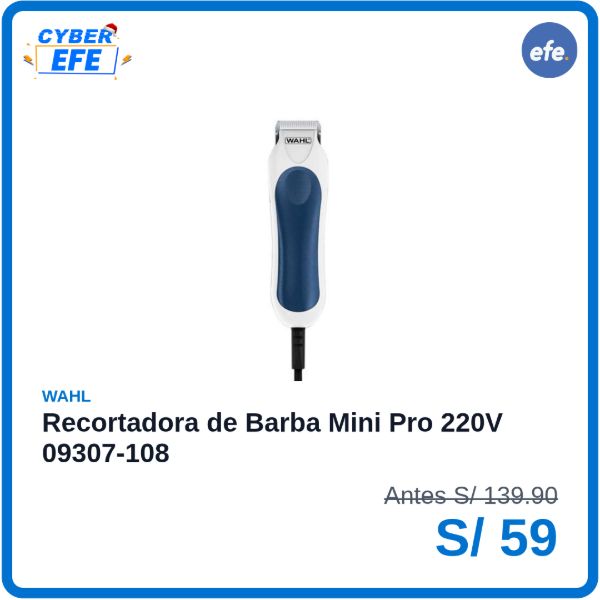 CYBER
EFE
efe.
WAHL
WAHL
Recortadora de Barba Mini Pro 220V
09307-108
Antes S/ 139.90
S/ 59